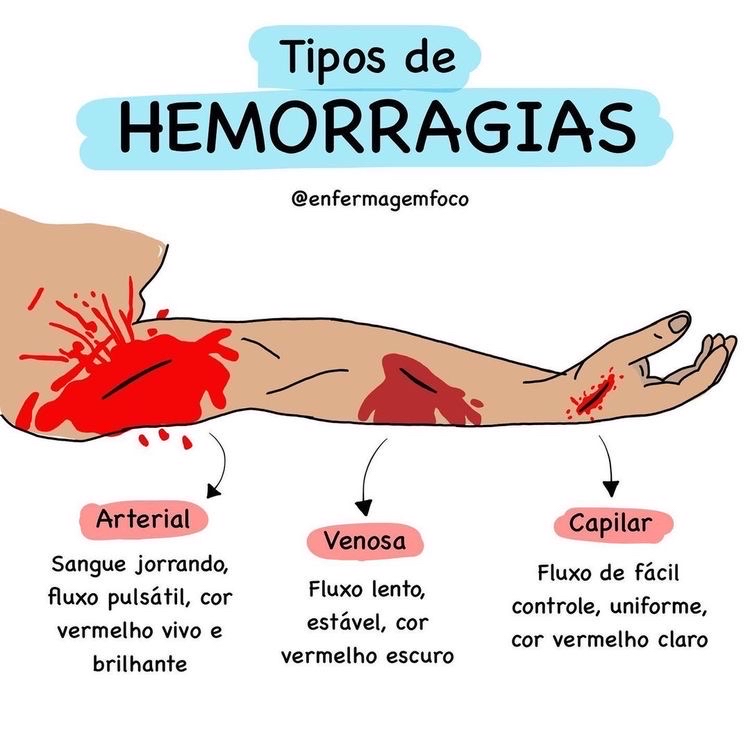 Tipos de
HEMORRAGIAS
@enfermagemfoco
Arterial
Sangue jorrando,
fluxo pulsátil, cor
vermelho vivo e
brilhante
Venosa
Fluxo lento,
estável, cor
vermelho escuro
Capilar
Fluxo de fácil
controle, uniforme,
cor vermelho claro